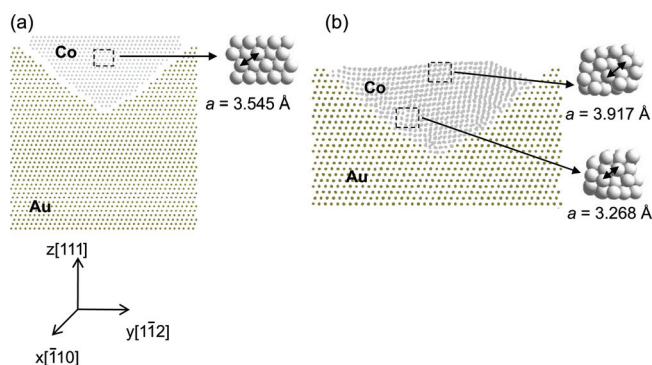 (a)
Co
a = 3.545 Å
Au
z[111]
y[11̅2]
x[1̅10]
(b)
Co
a = 3.917 Å
a = 3.268 Å
Au